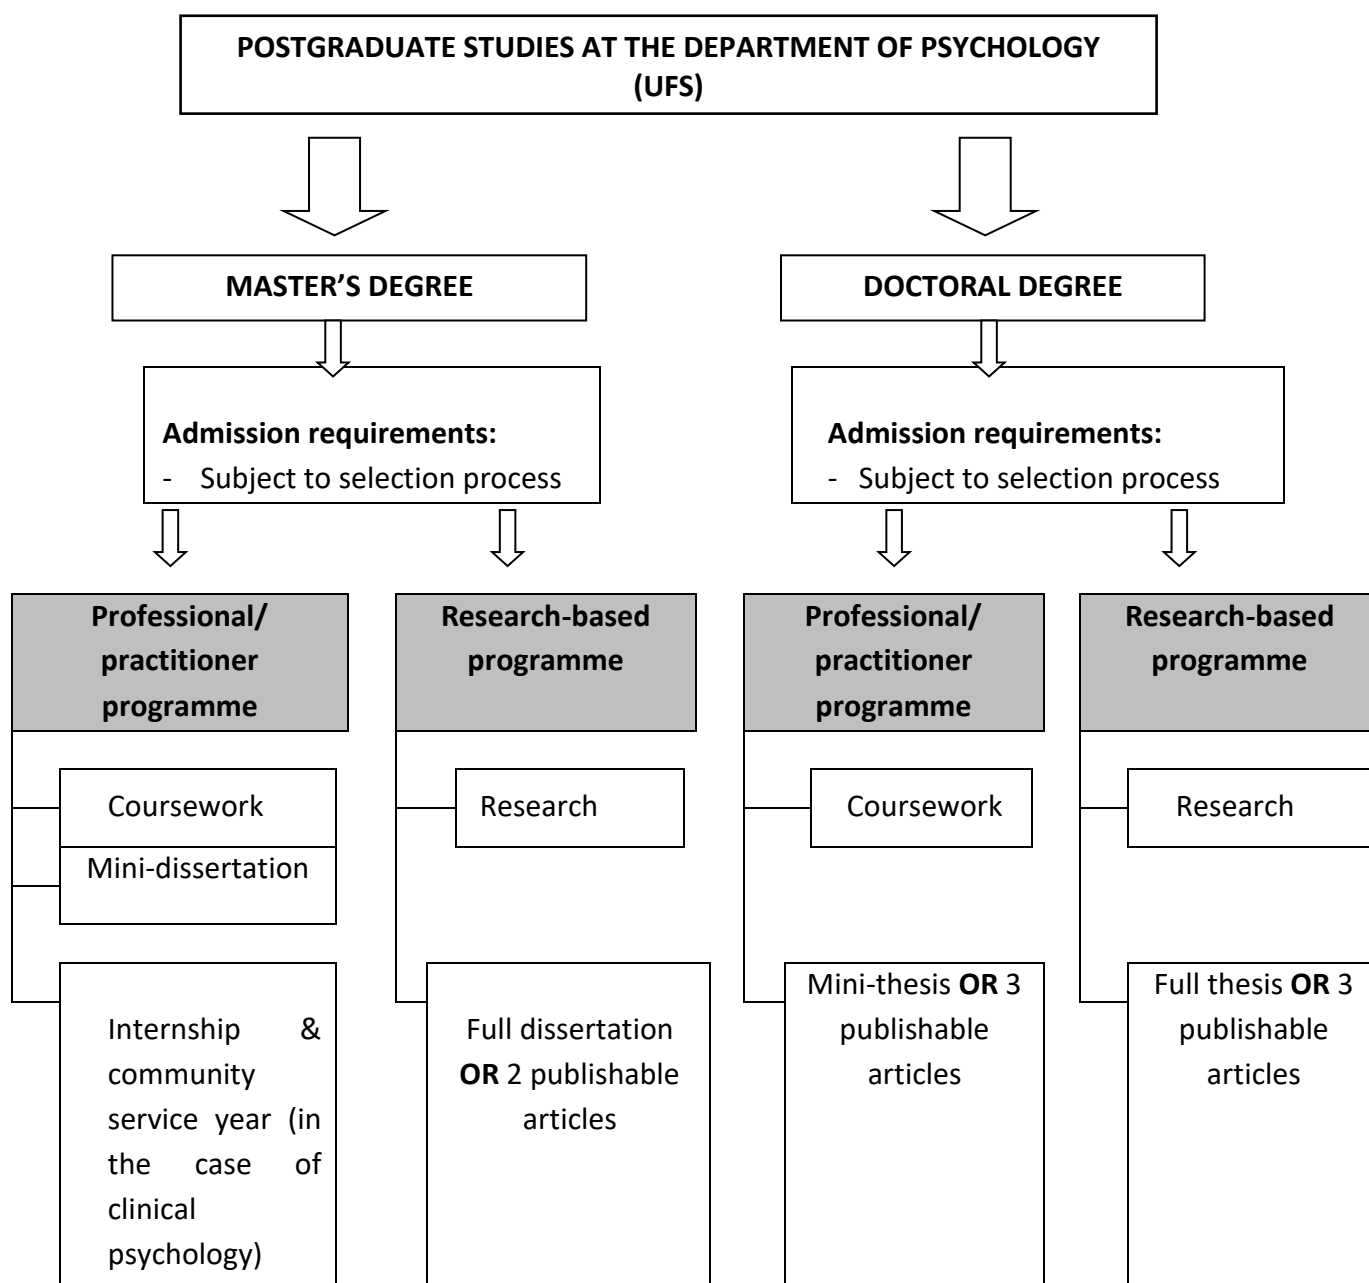 POSTGRADUATE STUDIES AT THE DEPARTMENT OF PSYCHOLOGY
(UFS)
MASTER'S DEGREE
DOCTORAL DEGREE
Admission requirements:
- Subject to selection process
Admission requirements:
- Subject to selection process
Professional/
practitioner
programme
Research-based
programme
Professional/
practitioner
programme
Research-based
programme
Coursework
Mini-dissertation
Research
Coursework
Research
Internship &
community
service year (in
the case of
clinical
psychology)
Full dissertation
OR 2 publishable
articles
Mini-thesis OR 3
publishable
articles
Full thesis OR 3
publishable
articles